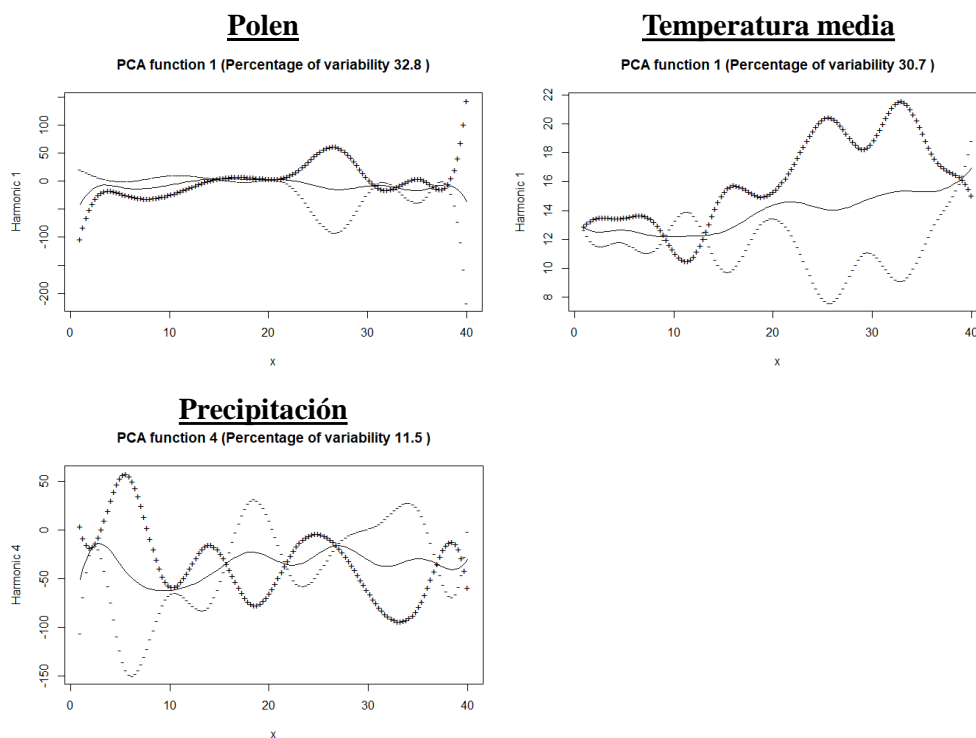 Polen
PCA function 1 (Percentage of variability 32.8 )
Harmonic 1
100
50
0
-100
-200
0
10
20
30
40
x
Temperatura media
PCA function 1 (Percentage of variability 30.7 )
Harmonic 1
22
20
18
16
14
12
10
8
0
10
20
30
40
x
Precipitación
PCA function 4 (Percentage of variability 11.5 )
Harmonic 4
50
0
-50
-100
-150
0
10
20
30
40
x